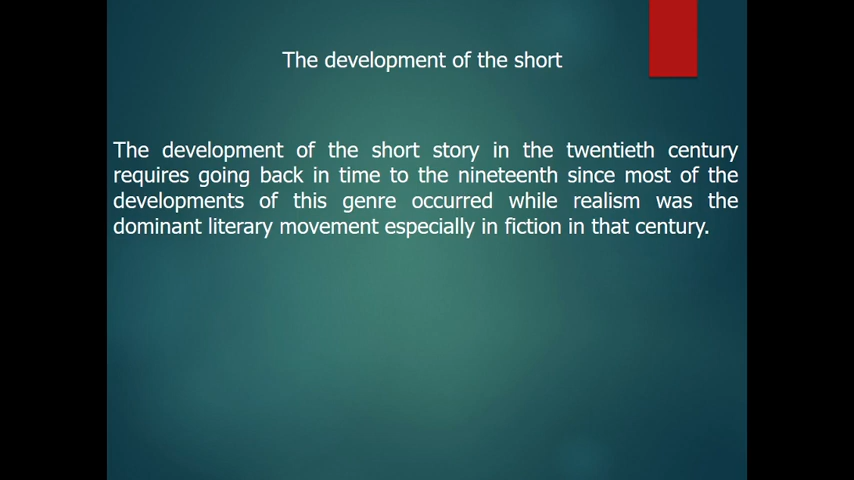 The development of the short
The development of the short story in the twentieth century
requires going back in time to the nineteenth since most of the
developments of this genre occurred while realism was the
dominant literary movement especially in fiction in that century.